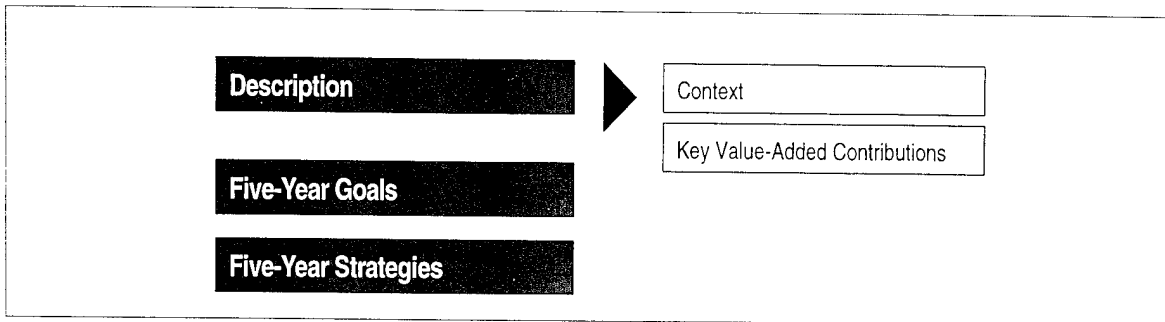 Description
Context
Key Value-Added Contributions
Five-Year Goals
Five-Year Strategies